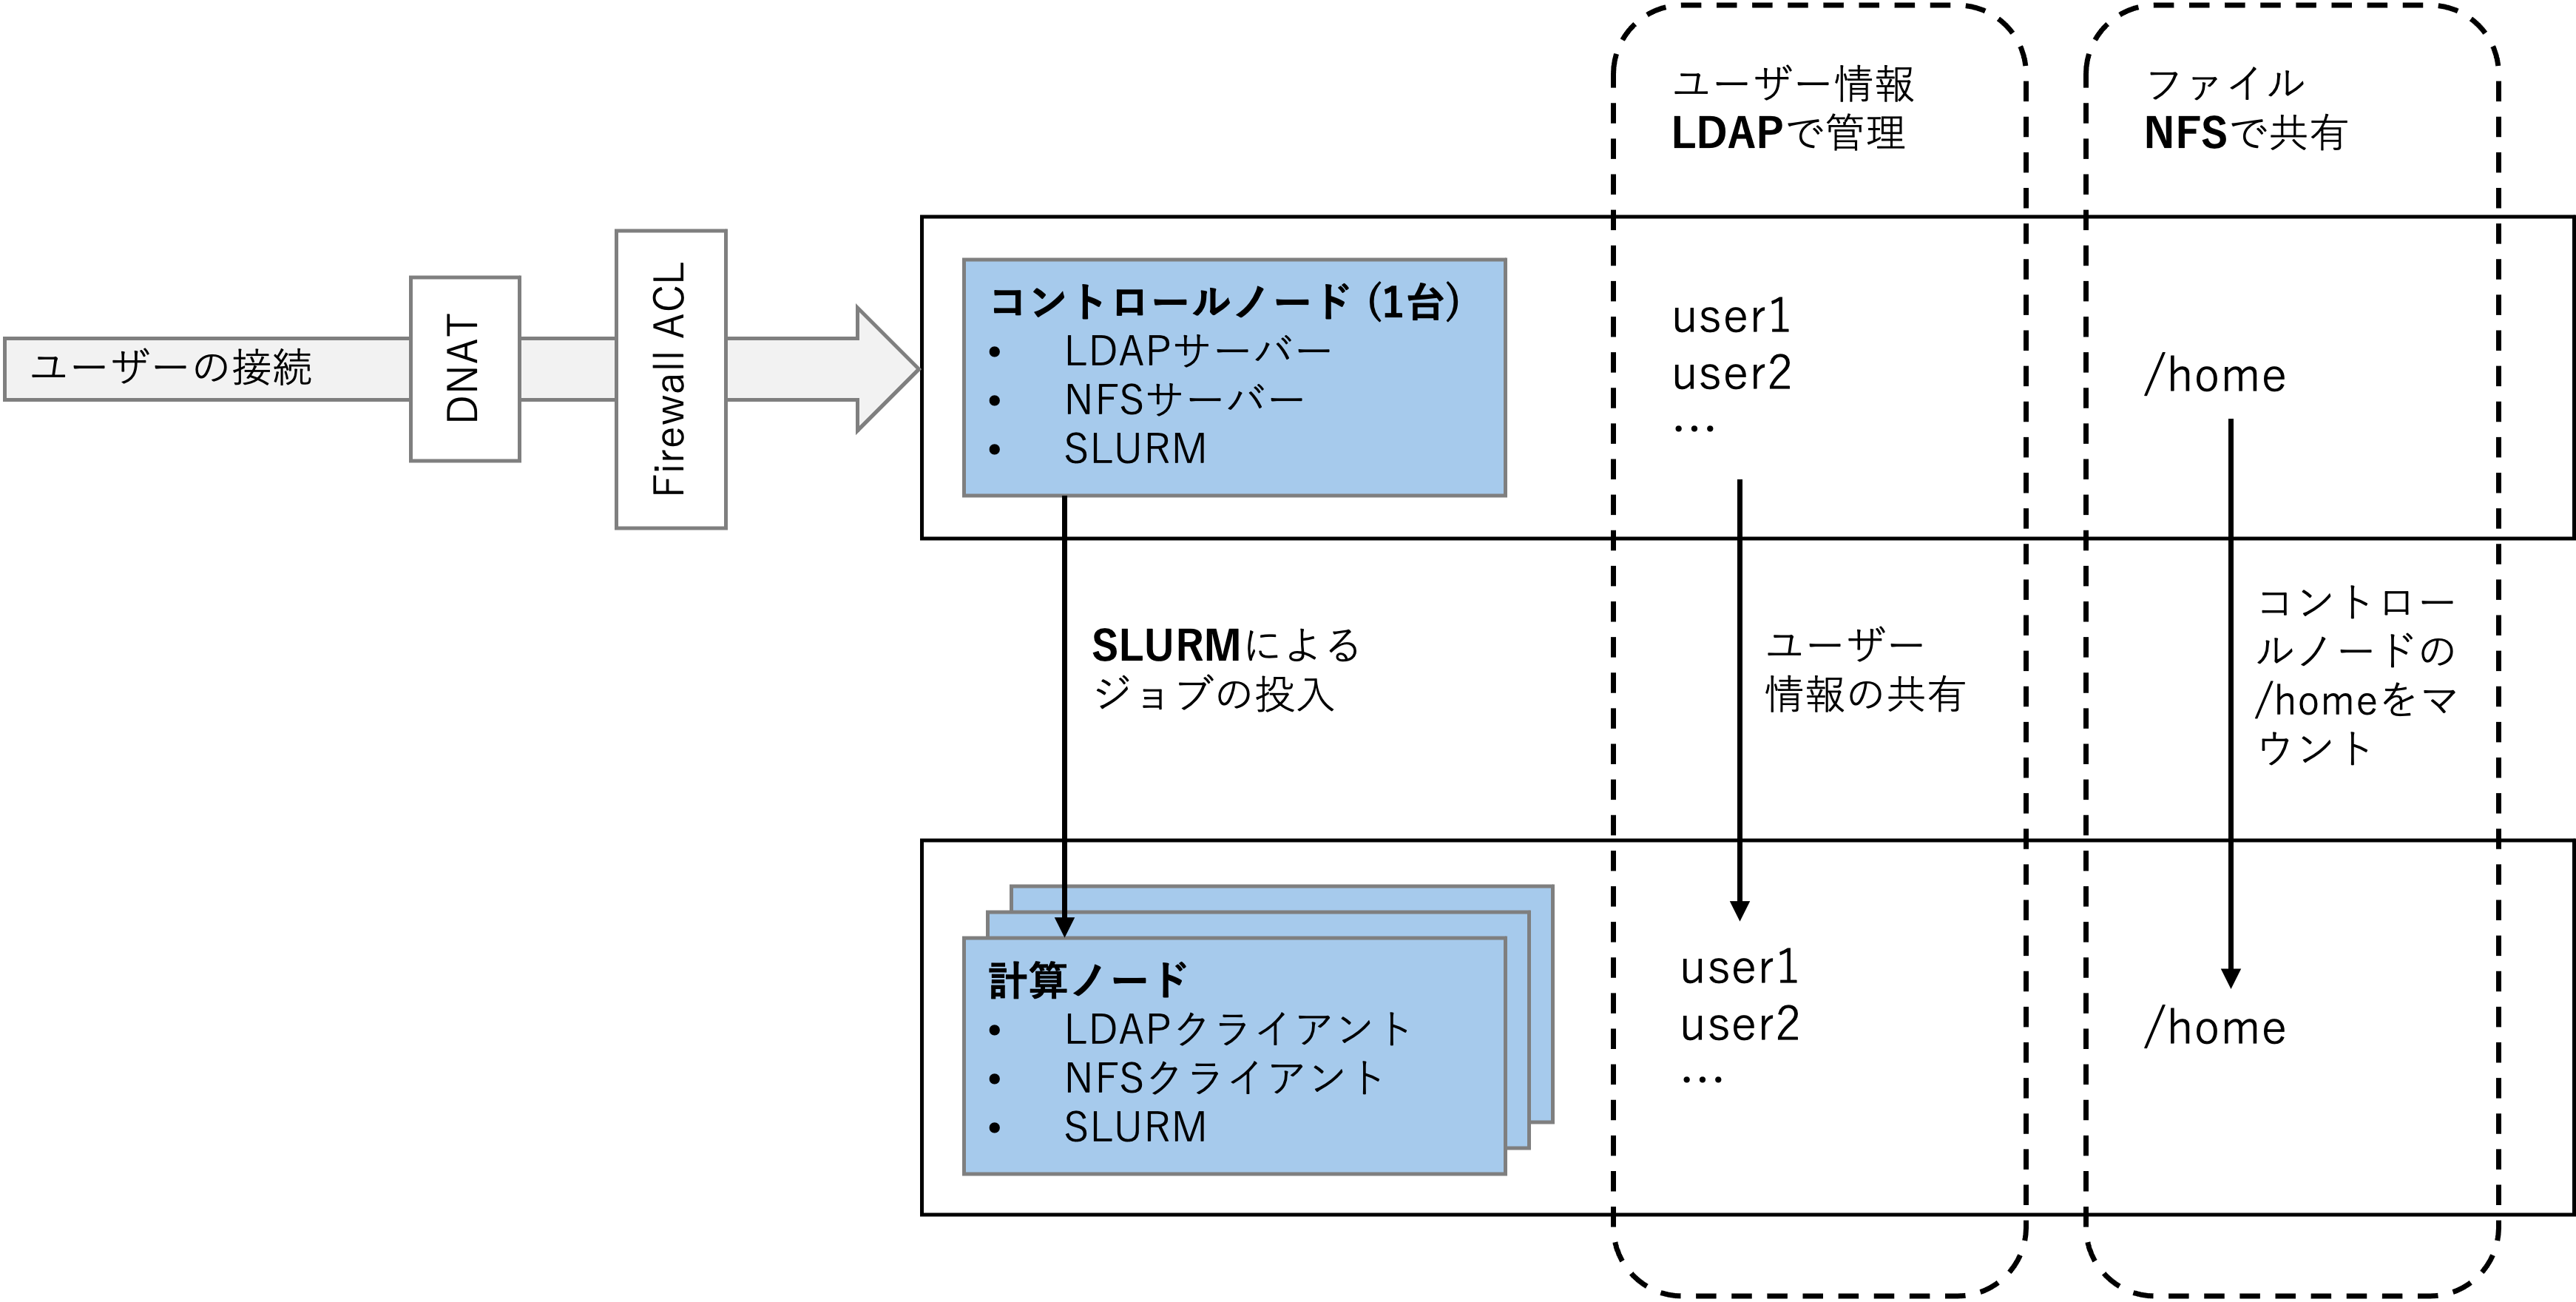 ユーザー情報
LDAPで管理
ファイル
NFSで共有
ユーザーの接続
DNAT
Firewall ACL
コントロールノード (1台)
• LDAPサーバー
• NFSサーバー
• SLURM
user1
user2
…
/home
SLURMによる
ジョブの投入
ユーザー
情報の共有
コントロー
ルノードの
/homeをマ
ウント
計算ノード
• LDAPクライアント
• NFSクライアント
• SLURM
user1
user2
…
/home